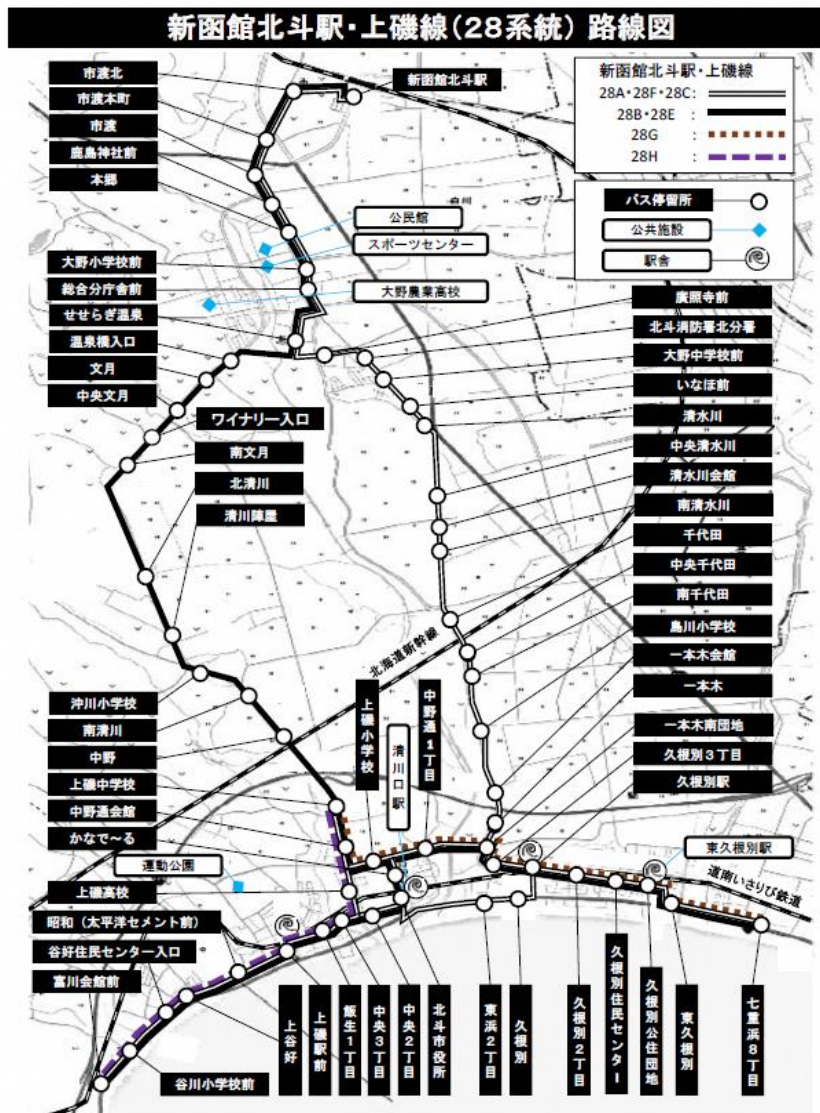 新函館北斗駅・上磯線(28系統) 路線図
市渡北
市渡本町
市渡
鹿島神社前
本郷
新函館北斗駅
新函館北斗駅・上磯線
28A・28F・28C:
28B・28E :
28G :
28H :
バス停留所
公共施設
駅舎
公民館
スポーツセンター
大野農業高校
大野小学校前
総合分庁舎前
せせらぎ温泉
温泉橋入口
文月
中央文月
ワイナリー入口
南文月
北清川
清川陣屋
廣照寺前
北斗消防署北分署
大野中学校前
いなほ前
清水川
中央清水川
清水川会館
南清水川
千代田
中央千代田
南千代田
島川小学校
一本木会館
一本木
一本木南団地
久根別3丁目
久根別駅
北海道新幹線
沖川小学校
南清川
中野
上磯中学校
中野通会館
かなで~る
運動公園
上磯高校
昭和(太平洋セメント前)
谷好住民センター入口
富川会館前
上磯小学校
清川口駅
中野通1丁目
東久根別駅
道南いさりび鉄道
谷川小学校前
上谷好
上磯駅前
飯生1丁目
中央3丁目
中央2丁目
北斗市役所
東浜2丁目
久根別
久根別2丁目
久根別住民センター
久根別公住団地
東久根別
七重浜8丁目